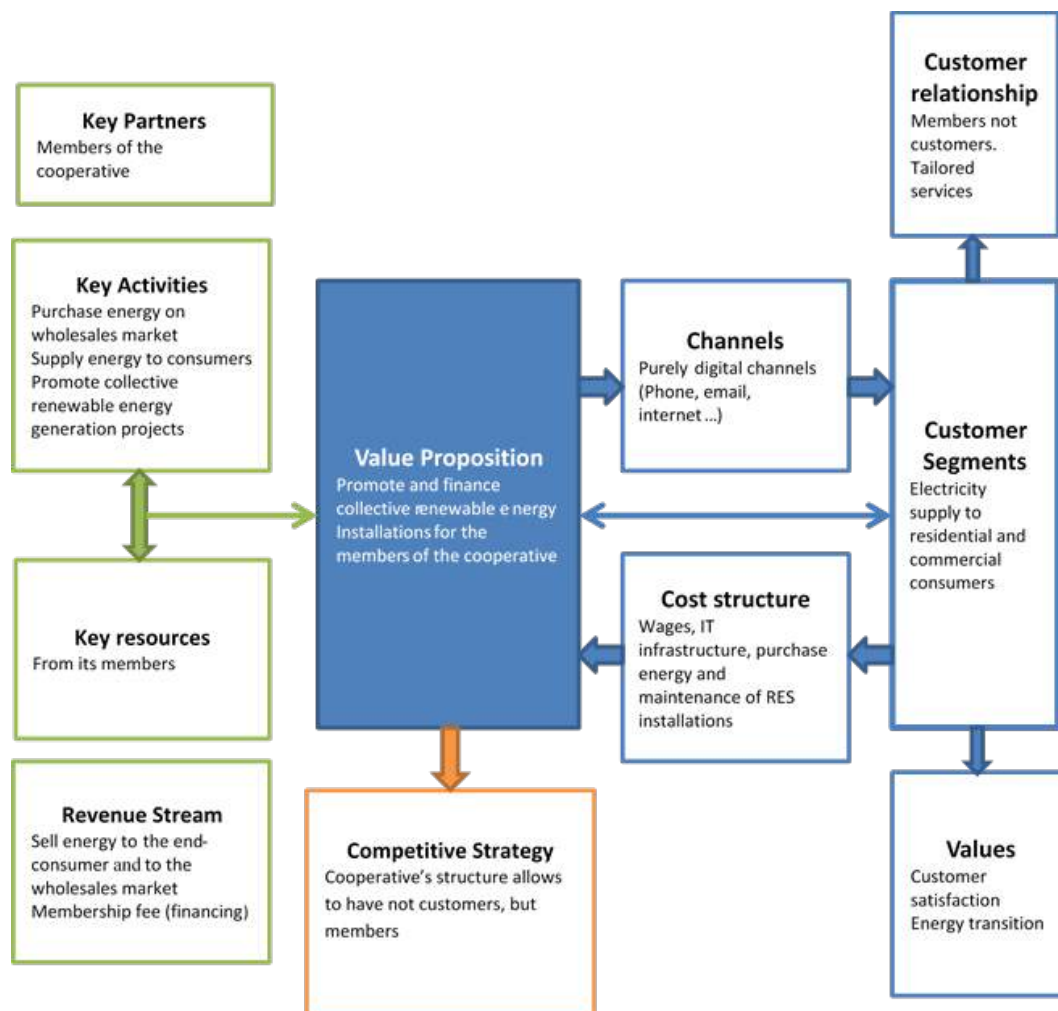 Key Partners
Members of the
cooperative
Key Activities
Purchase energy on
wholesales market
Supply energy to consumers
Promote collective
renewable energy
generation projects
Key resources
From its members
Revenue Stream
Sell energy to the end-
consumer and to the
wholesales market
Membership fee (financing)
Value Proposition
Promote and finance
collective renewable e nergy
Installations for the
members of the cooperative
Competitive Strategy
Cooperative's structure allows
to have not customers, but
members
Channels
Purely digital channels
(Phone, email,
internet ...)
Cost structure
Wages, IT
infrastructure, purchase
energy and
maintenance of RES
installations
Customer
relationship
Members not
customers.
Tailored
services
Customer
Segments
Electricity
supply to
residential and
commercial
consumers
Values
Customer
satisfaction
Energy transition